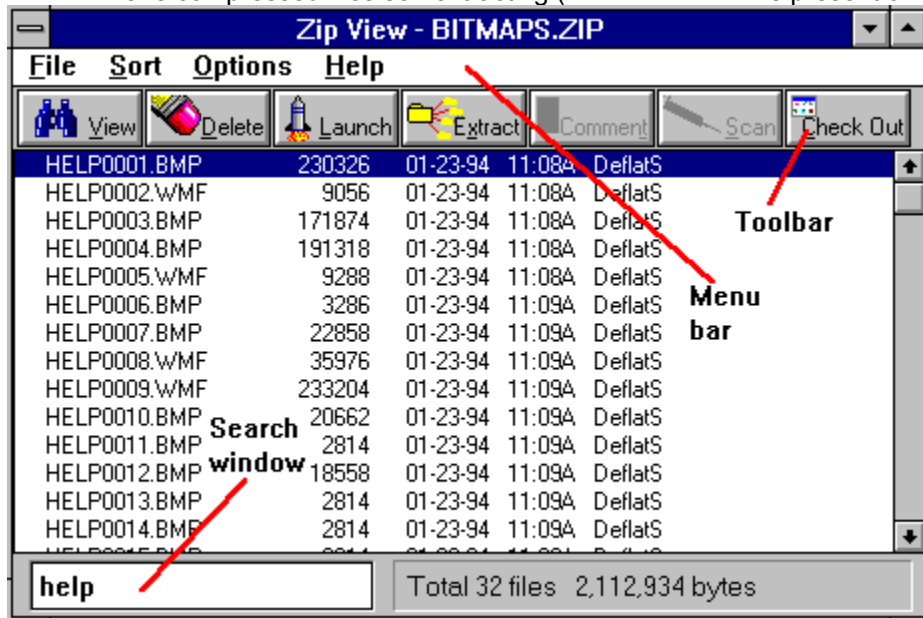 Zip View - BITMAPS.ZIP
File Sort Options Help
View Delete Launch Extract Comment Scan Check Out
HELP0001.BMP 230326 01-23-94 11:08A DeflatS
HELP0002.WMF 9056 01-23-94 11:08A DeflatS
HELP0003.BMP 171874 01-23-94 11:08A DeflatS
Toolbar
HELP0004.BMP 191318 01-23-94 11:08A DeflatS
HELP0005.WMF 9288 01-23-94 11:08A DeflatS
HELP0006.BMP 3286 01-23-94 11:09A DeflatS
Menu
HELP0007.BMP 22858 01-23-94 11:09A DeflatS
bar
HELP0008.WMF 35976 01-23-94 11:09A DeflatS
HELP0009.WMF 233204 01-23-94 11:09A DeflatS
HELP0010.BMP 20662 01-23-94 11:09A DeflatS
Search
HELP0011.BMP 2814 01-23-94 11:09A DeflatS
window
HELP0012.BMP 18558 01-23-94 11:09A DeflatS
HELP0013.BMP 2814 01-23-94 11:09A DeflatS
HELP0014.BMP 2814 01-23-94 11:09A DeflatS
help
Total 32 files 2,112,934 bytes